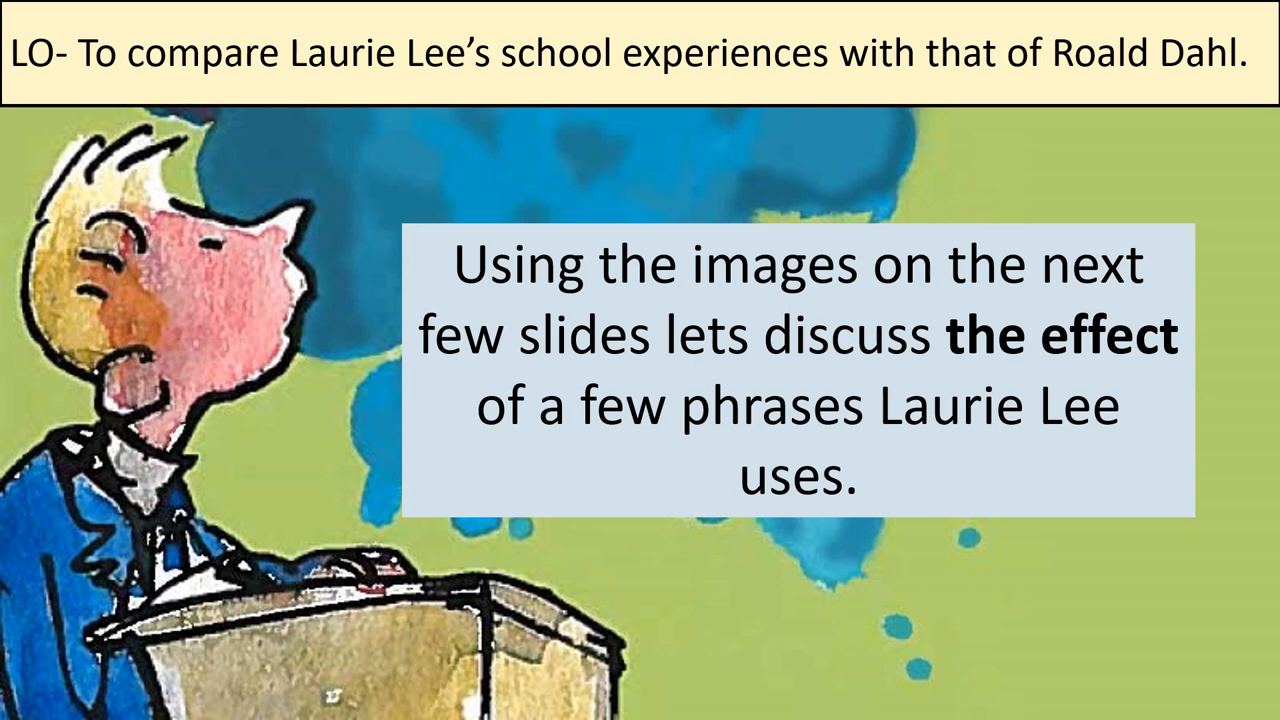 LO- To compare Laurie Lee’s school experiences with that of Roald Dahl.
Using the images on the next
few slides lets discuss the effect
of a few phrases Laurie Lee
uses.